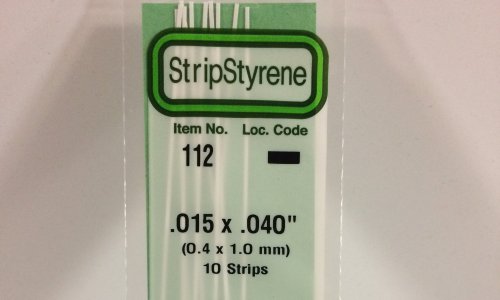 StripStyrene
Item No. Loc. Code
112
.015 x .040"
(0.4 x 1.0 mm)
10 Strips